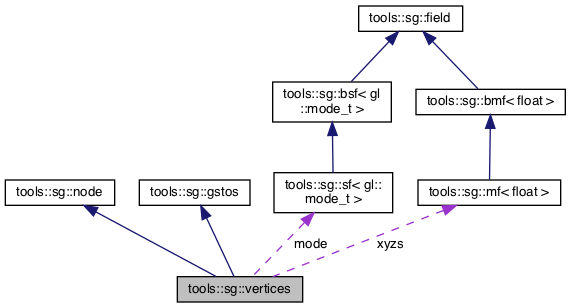 tools::sg::field
tools::sg::bsf< gl
::mode_t >
tools::sg::bmf< float >
tools::sg::node
tools::sg::gstos
tools::sg::sf< gl::
mode_t >
tools::sg::mf< float >
mode
xyzs
tools::sg::vertices